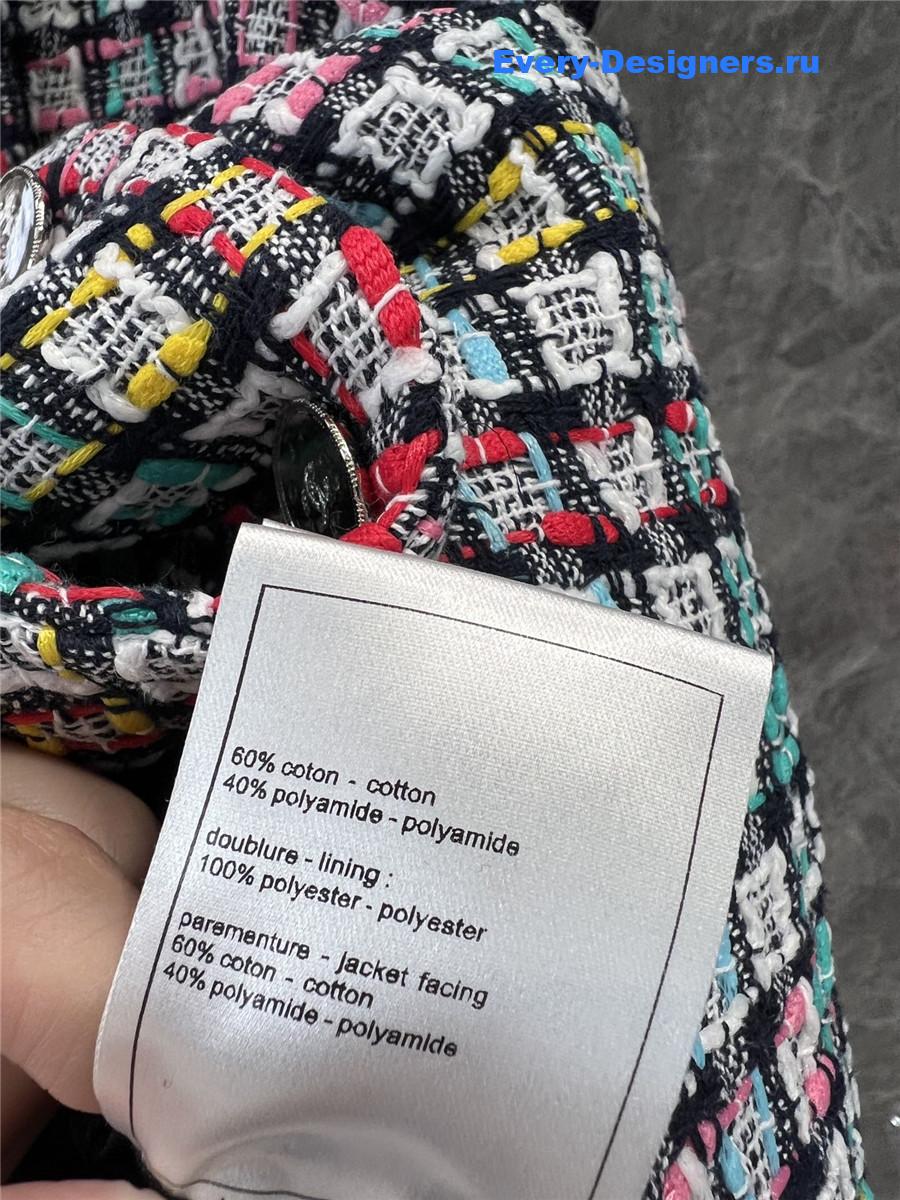 Every-Designers.ru
60% coton - cotton
40% polyamide - polyamide
doublure - lining :
100% polyester - polyester
parementure - jacket facing
60% coton - cotton
40% polyamide - polyamide